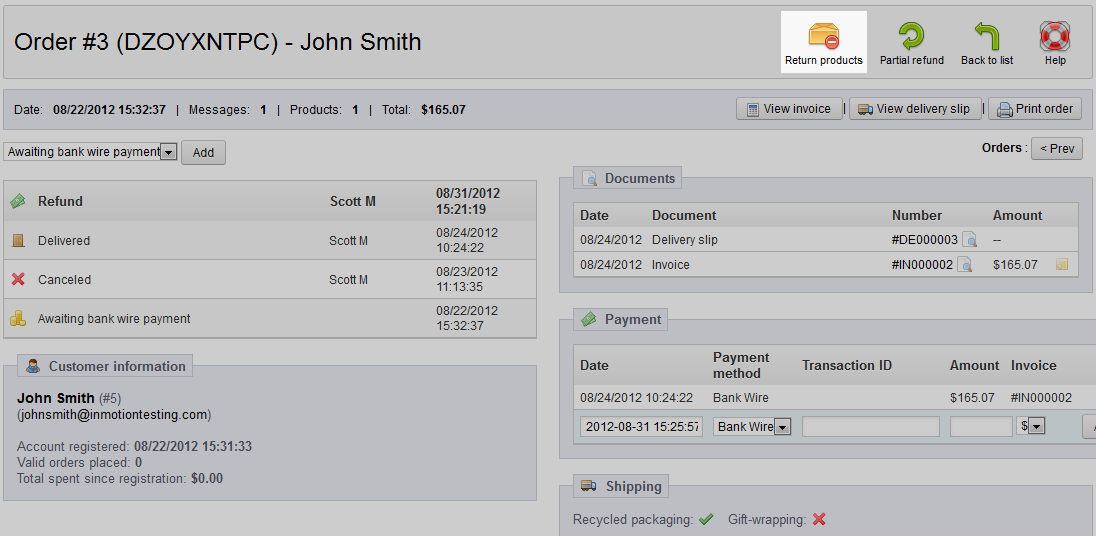 Order #3 (DZOYXNTPC) - John Smith
Return products
Partial refund
Back to list
Help
Date: 08/22/2012 15:32:37 | Messages: 1 | Products: 1 | Total: $165.07
View invoice
View delivery slip
Print order
Awaiting bank wire payment
Add
Orders : < Prev
Refund Scott M 08/31/2012
15:21:19
Delivered Scott M 08/24/2012
10:24:22
Canceled Scott M 08/23/2012
11:13:35
Awaiting bank wire payment 08/22/2012
15:32:37
Customer information
John Smith (#5)
(johnsmith@inmotiontesting.com)
Account registered: 08/22/2012 15:31:33
Valid orders placed: 0
Total spent since registration: $0.00
Documents
Date Document Number Amount
08/24/2012 Delivery slip #DE000003 --
08/24/2012 Invoice #IN000002 $165.07
Payment
Date Payment method Transaction ID Amount Invoice
08/24/2012 10:24:22 Bank Wire $165.07 #IN000002
2012-08-31 15:25:57 Bank Wire $
Shipping
Recycled packaging: Gift-wrapping: